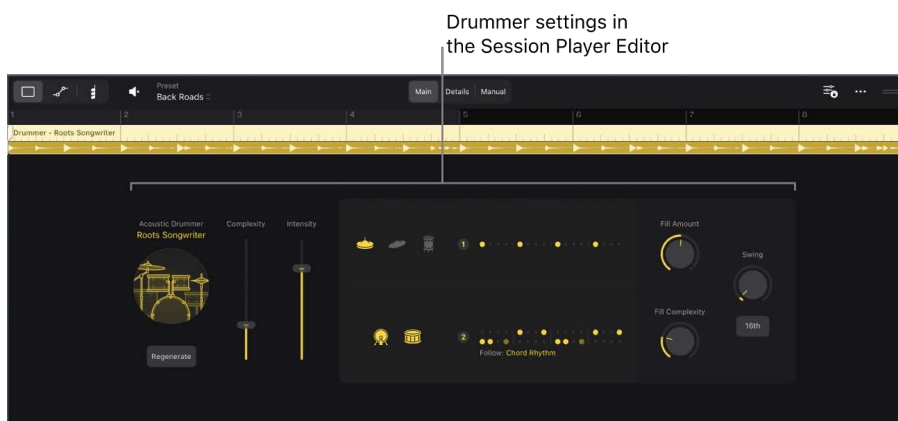 Drummer settings in
the Session Player Editor
Preset
Back Roads
Main Details Manual
1 2 3 4 5 6 7 8
Drummer - Roots Songwriter
Acoustic Drummer
Roots Songwriter
Complexity
Intensity
Regenerate
1
2
Follow: Chord Rhythm
Fill Amount
Fill Complexity
Swing
16th